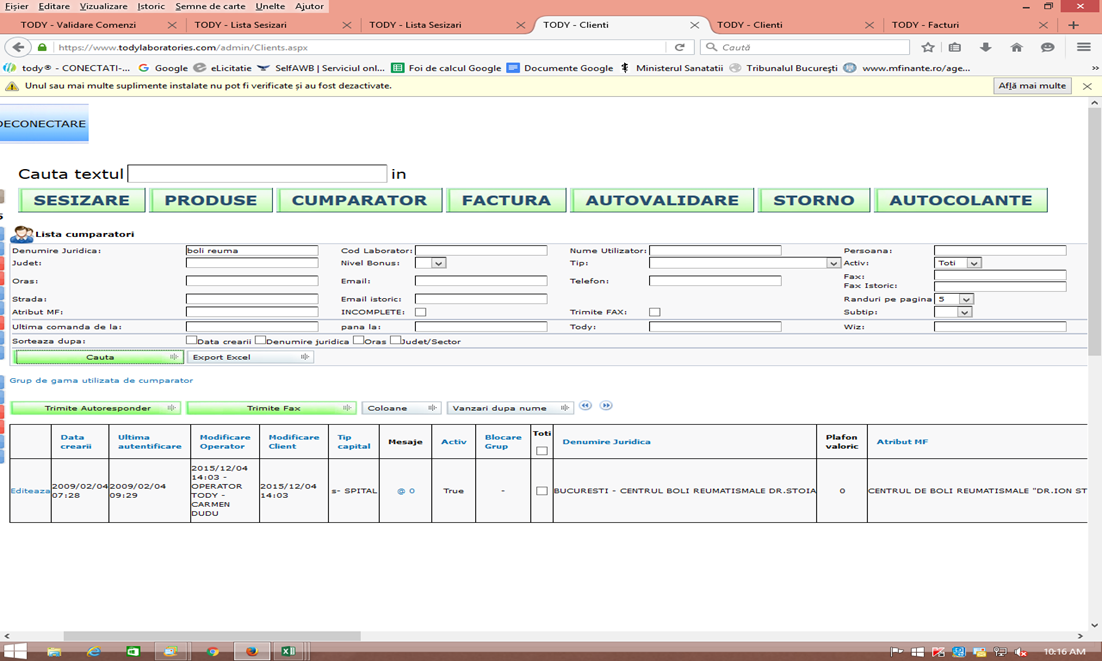 Fișier Editare Vizualizare Istoric Semne de carte Unelte Ajutor
TODY - Validare Comenzi TODY - Lista Sesizari TODY - Lista Sesizari TODY - Clienti TODY - Clienti TODY - Facturi
https://www.todylaboratories.com/admin/Clients.aspx Caută
tody® - CONECTATI-... Google eLicitatie SelfAWB | Serviciul onl... Foi de calcul Google Documente Google Ministerul Sanatatii Tribunalul Bucureşti www.mfinante.ro/age...
Unul sau mai multe suplimente instalate nu pot fi verificate și au fost dezactivate. Află mai multe
DECONECTARE
Cauta textul in
SESIZARE PRODUSE CUMPARATOR FACTURA AUTOVALIDARE STORNO AUTOCOLANTE
Lista cumparatori
Denumire Juridica: boli reuma Cod Laborator: Nume Utilizator: Persoana:
Judet: Nivel Bonus: Tip: Activ: Toti
Oras: Email: Telefon: Fax:
Fax Istoric:
Strada: Email istoric: Randuri pe pagina 5
Atribut MF: INCOMPLETE: Trimite FAX: Subtip:
Ultima comanda de la: pana la: Tody: Wiz:
Sorteaza dupa: Data crearii Denumire juridica Oras Judet/Sector
Cauta Export Excel
Grup de gama utilizata de cumparator
Trimite Autoresponder Trimite Fax Coloane Vanzari dupa nume
Data crearii Ultima autentificare Modificare Operator Modificare Client Tip capital Mesaje Activ Blocare Grup Toti Denumire Juridica Plafon valoric Atribut MF
Editeaza 2009/02/04 07:28 2009/02/04 09:29 2015/12/04 14:03 - OPERATOR TODY - CARMEN DUDU 2015/12/04 14:03 s- SPITAL @ 0 True - BUCURESTI - CENTRUL BOLI REUMATISMALE DR.STOIA 0 CENTRUL DE BOLI REUMATISMALE "DR.ION ST
10:16 AM